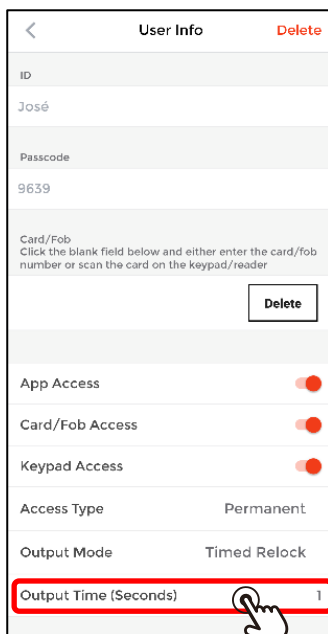 User Info Delete
ID
José
Passcode
9639
Card/Fob
Click the blank field below and either enter the card/fob
number or scan the card on the keypad/reader
Delete
App Access
Card/Fob Access
Keypad Access
Access Type Permanent
Output Mode Timed Relock
Output Time (Seconds) 1